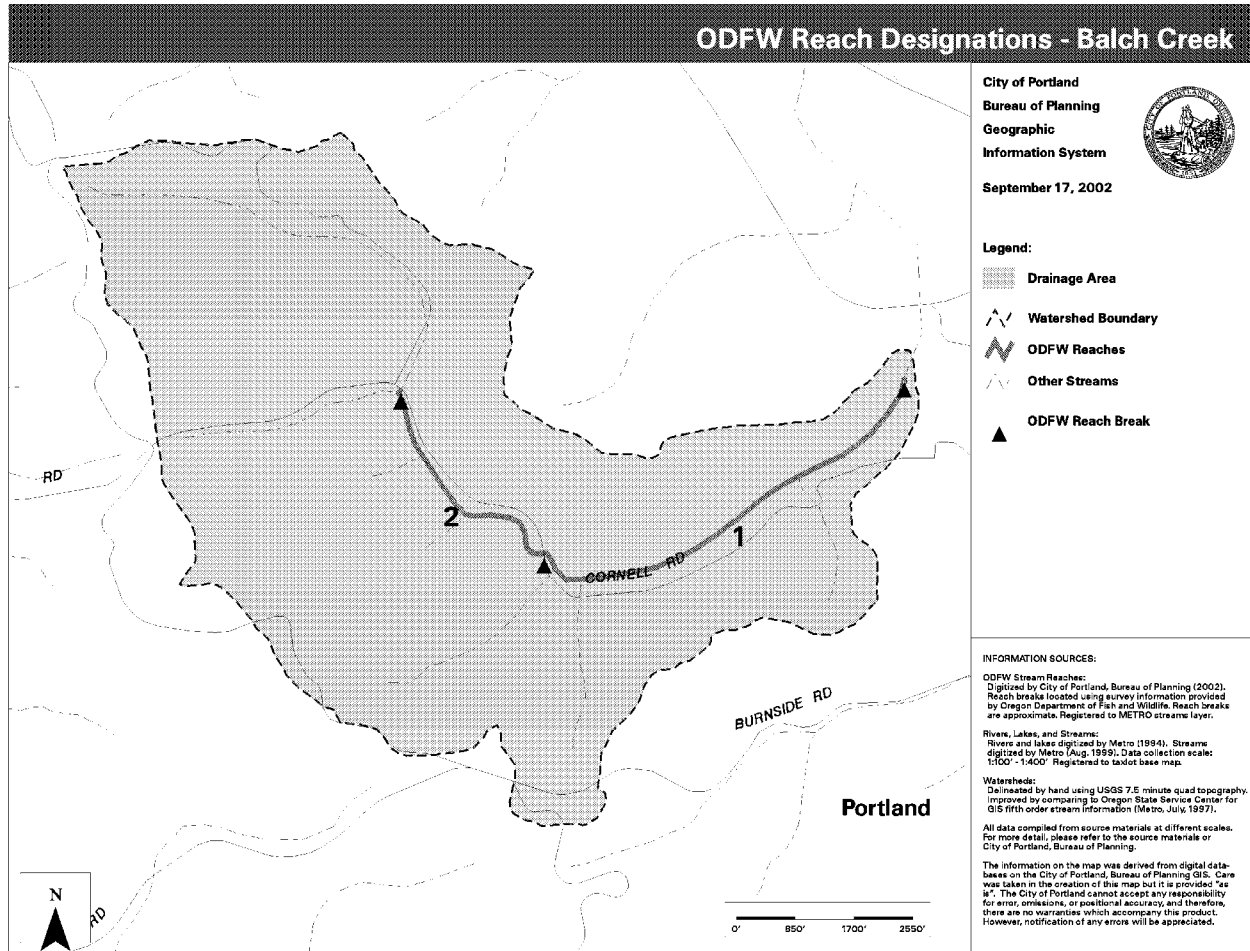 ODFW Reach Designations - Balch Creek
City of Portland
Bureau of Planning
Geographic
Information System
September 17, 2002
Legend:
Drainage Area
Watershed Boundary
ODFW Reaches
Other Streams
ODFW Reach Break
RD
2
1
CORNELL RD
BURNSIDE RD
Portland
N
RD
0' 850' 1700' 2550'
INFORMATION SOURCES:
ODFW Stream Reaches:
Digitized by City of Portland, Bureau of Planning (2002).
Reach breaks located using survey information provided
by Oregon Department of Fish and Wildlife. Reach breaks
are approximate. Registered to METRO streams layer.
Rivers, Lakes, and Streams:
Rivers and lakes digitized by Metro (1994). Streams
digitized by Metro (Aug. 1999). Data collection scale:
1:100' - 1:400' Registered to taxlot base map.
Watersheds:
Delineated by hand using USGS 7.5 minute quad topography.
Improved by comparing to Oregon State Service Center for
GIS fifth order stream information (Metro, July, 1997).
All data compiled from source materials at different scales.
For more detail, please refer to the source materials or
City of Portland, Bureau of Planning.
The information on the map was derived from digital data-
bases on the City of Portland, Bureau of Planning GIS. Care
was taken in the creation of this map but it is provided "as
is". The City of Portland cannot accept any responsibility
for error, omissions, or positional accuracy, and therefore,
there are no warranties which accompany this product.
However, notification of any errors will be appreciated.